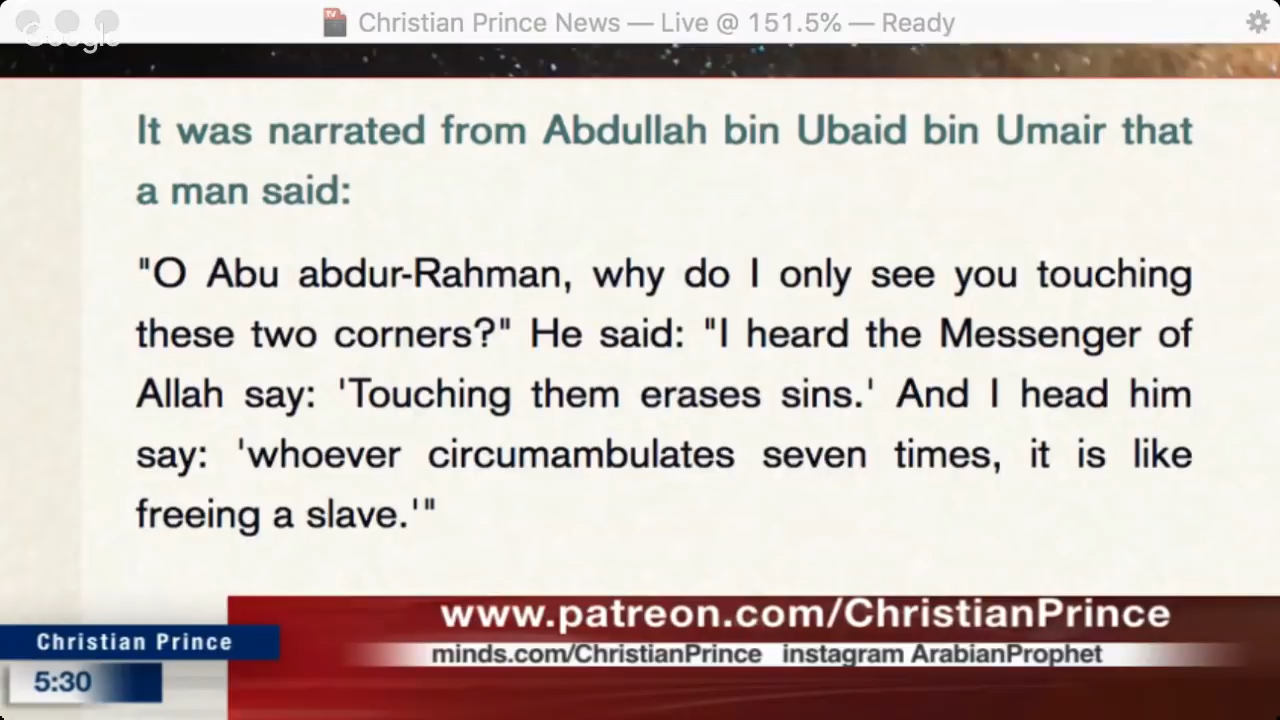 Christian Prince News — Live @ 151.5% — Ready
Google
It was narrated from Abdullah bin Ubaid bin Umair that
a man said:
"O Abu abdur-Rahman, why do I only see you touching
these two corners?" He said: "I heard the Messenger of
Allah say: 'Touching them erases sins.' And I head him
say: 'whoever circumambulates seven times, it is like
freeing a slave.'"
www.patreon.com/ChristianPrince
Christian Prince
minds.com/ChristianPrince instagram ArabianProphet
5:30